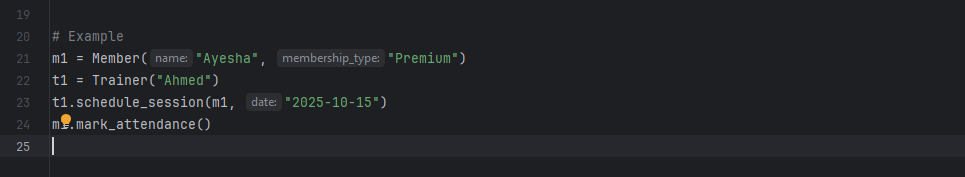 19
20 # Example
21 m1 = Member( name: "Ayesha", membership_type: "Premium")
22 t1 = Trainer("Ahmed")
23 t1.schedule_session(m1, date: "2025-10-15")
24 m1.mark_attendance()
25